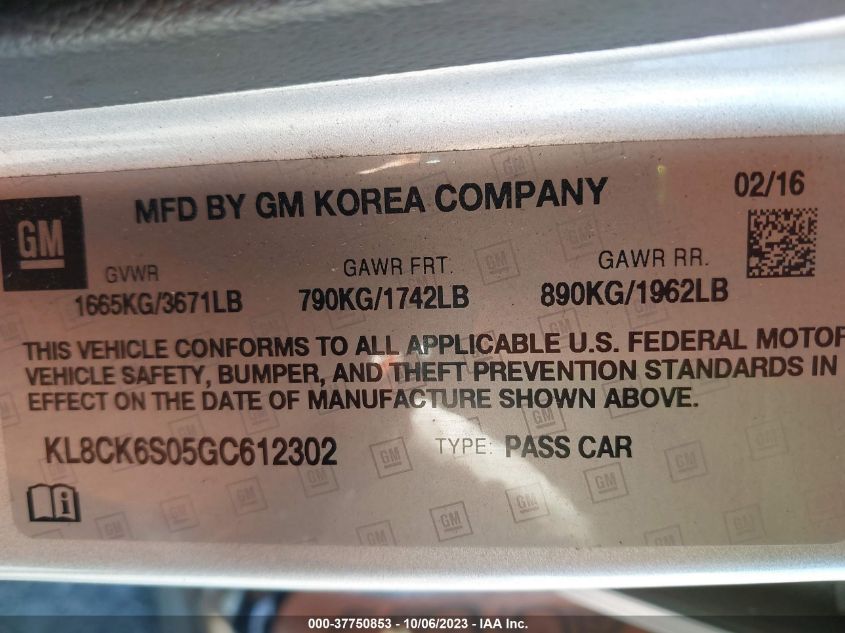 MFD BY GM KOREA COMPANY
02/16
GM
GVWR
GAWR FRT.
GAWR RR.
1665KG/3671LB
790KG/1742LB
890KG/1962LB
THIS VEHICLE CONFORMS TO ALL APPLICABLE U.S. FEDERAL MOTOR
VEHICLE SAFETY, BUMPER, AND THEFT PREVENTION STANDARDS IN
EFFECT ON THE DATE OF MANUFACTURE SHOWN ABOVE.
KL8CK6S05GC612302
TYPE: PASS CAR
000-37750853 - 10/06/2023 - IAA Inc.